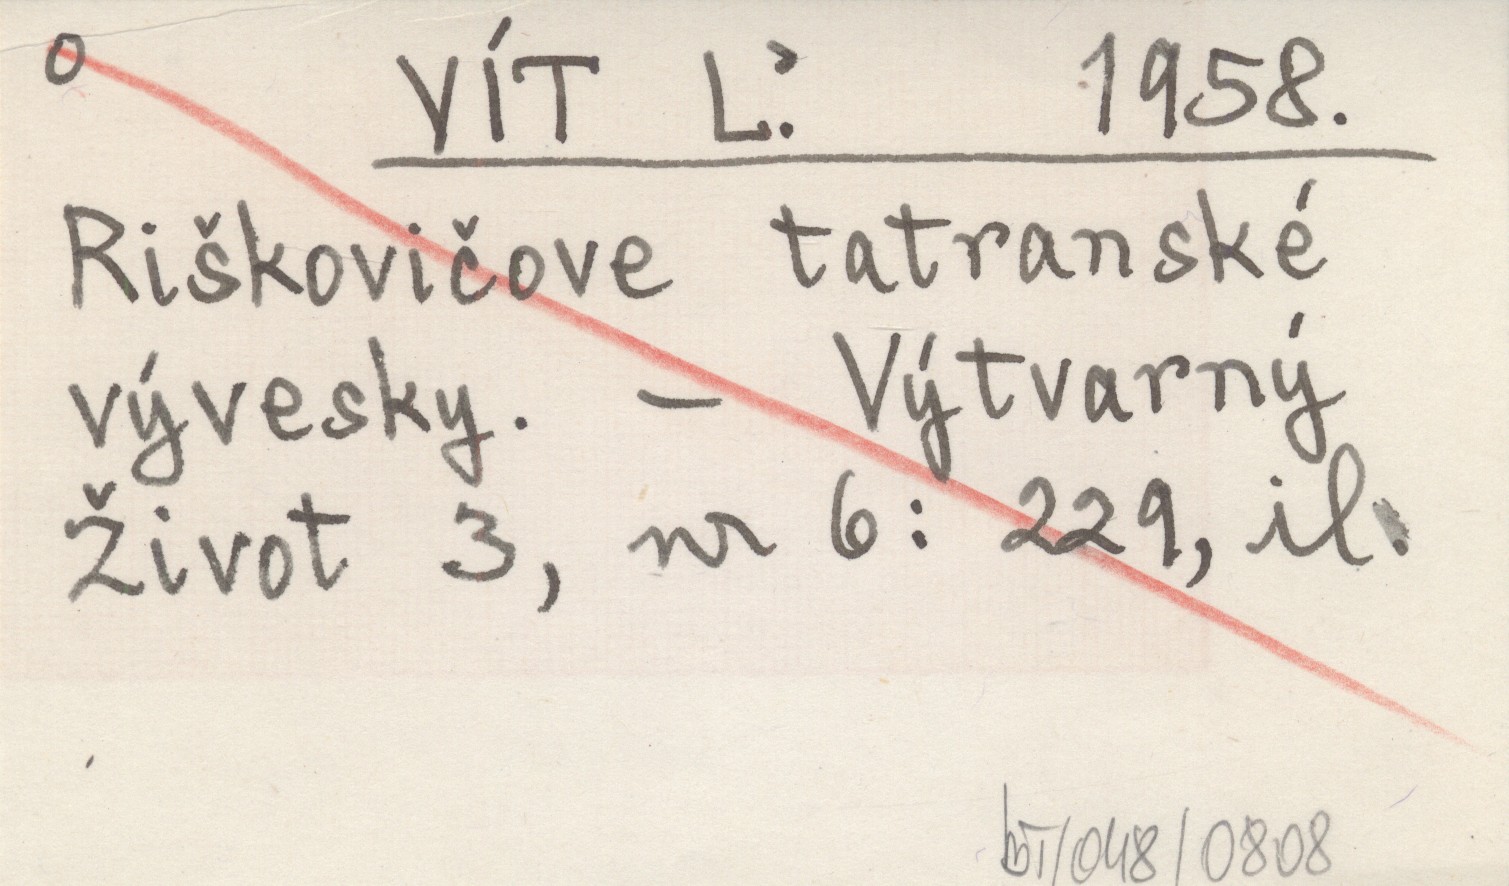 o VÍT Ľ. 1958.
Riškovičove tatranské
vývesky. – Výtvarný
Život 3, nr 6: 229, il.
bT/048/0808